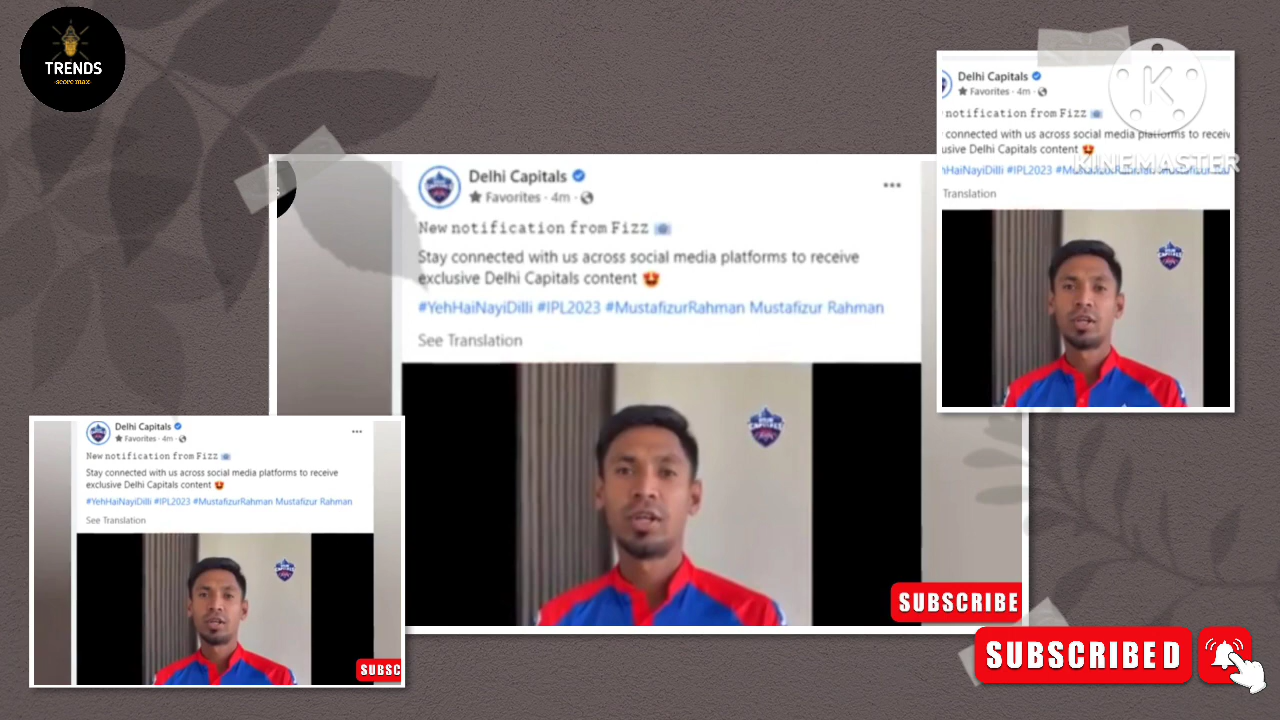 TRENDS
score max
Delhi Capitals
Favorites · 4m ·
New notification from Fizz
Stay connected with us across social media platforms to receive
exclusive Delhi Capitals content 😍
#YehHaiNayiDilli #IPL2023 #MustafizurRahman Mustafizur Rahman
See Translation
DELHI
CAPITALS
SUBSCRIBE
Delhi Capitals
Favorites · 4m ·
notification from Fizz
connected with us across social media platforms to receiv
usive Delhi Capitals content 😍
Translation
KINEMASTER
K
Delhi Capitals
Favorites · 4m ·
New notification from Fizz
Stay connected with us across social media platforms to receive
exclusive Delhi Capitals content 😍
#YehHaiNayiDilli #IPL2023 #MustafizurRahman Mustafizur Rahman
See Translation
SUBSC
SUBSCRIBED